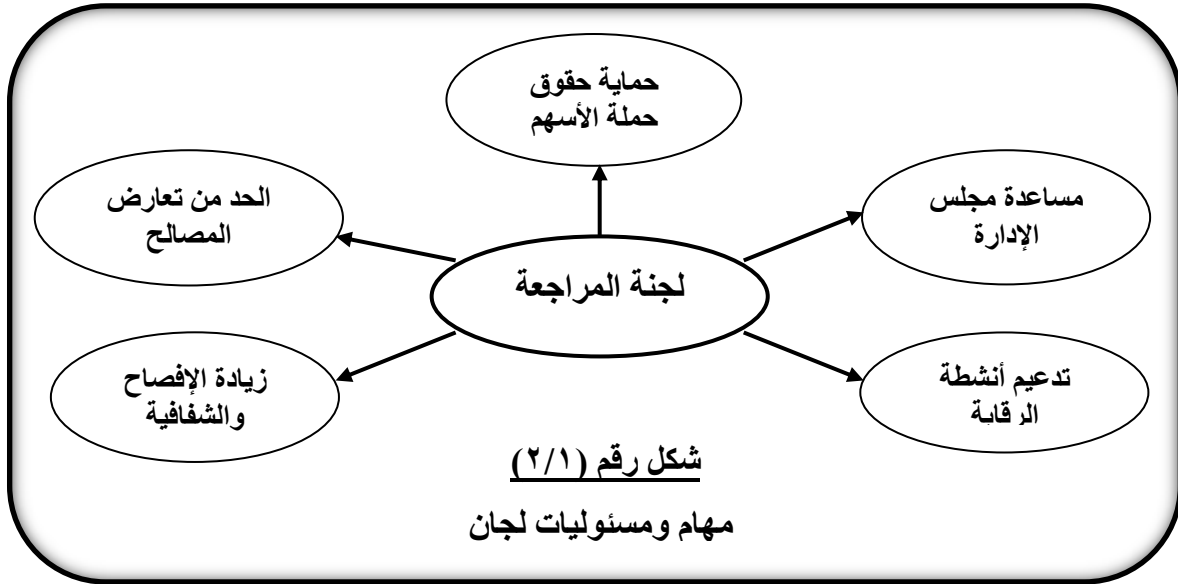 حماية حقوق
حملة الأسهم
مساعدة مجلس
الإدارة
الحد من تعارض
المصالح
لجنة المراجعة
تدعيم أنشطة
الرقابة
زيادة الإفصاح
والشفافية
شكل رقم (٢/١)
مهام ومسئوليات لجان